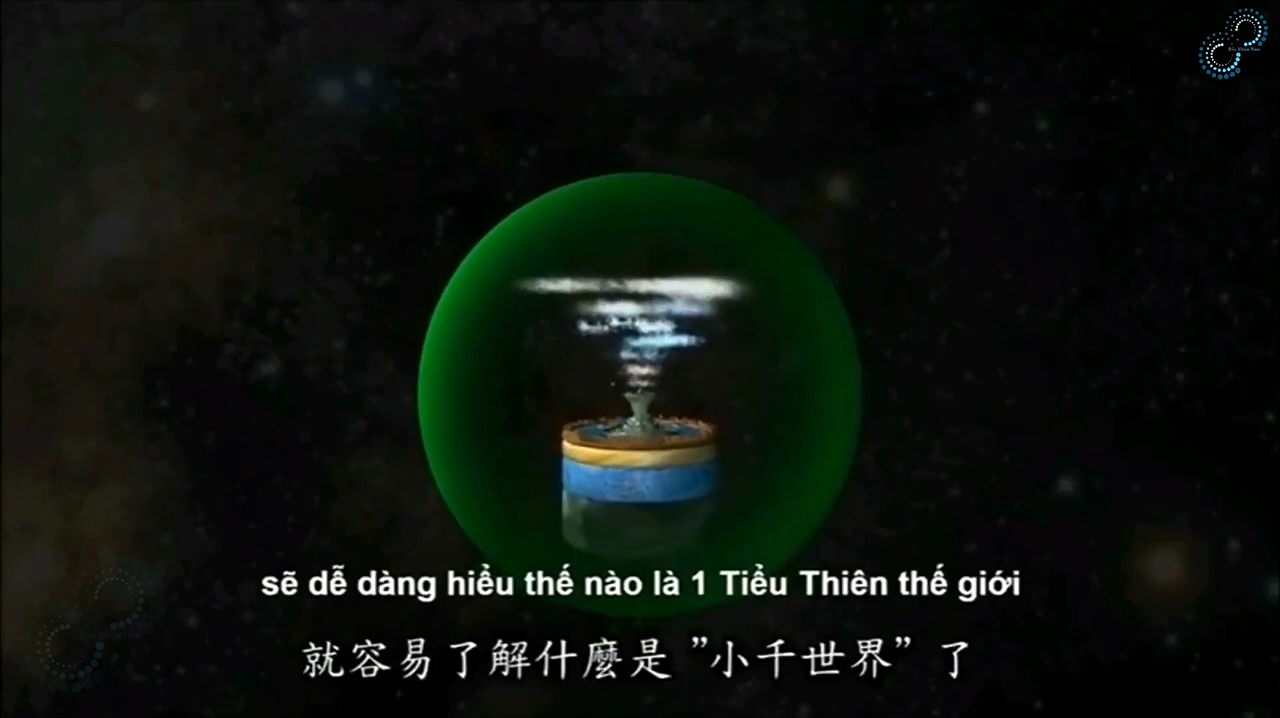 sẽ dễ dàng hiểu thế nào là 1 Tiểu Thiên thế giới
就容易了解什麼是 ”小千世界” 了